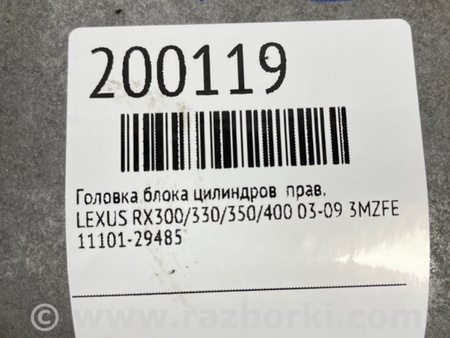 200119
Головка блока цилиндров прав.
LEXUS RX300/330/350/400 03-09 3MZFE
11101-29485
© www.razborki.com